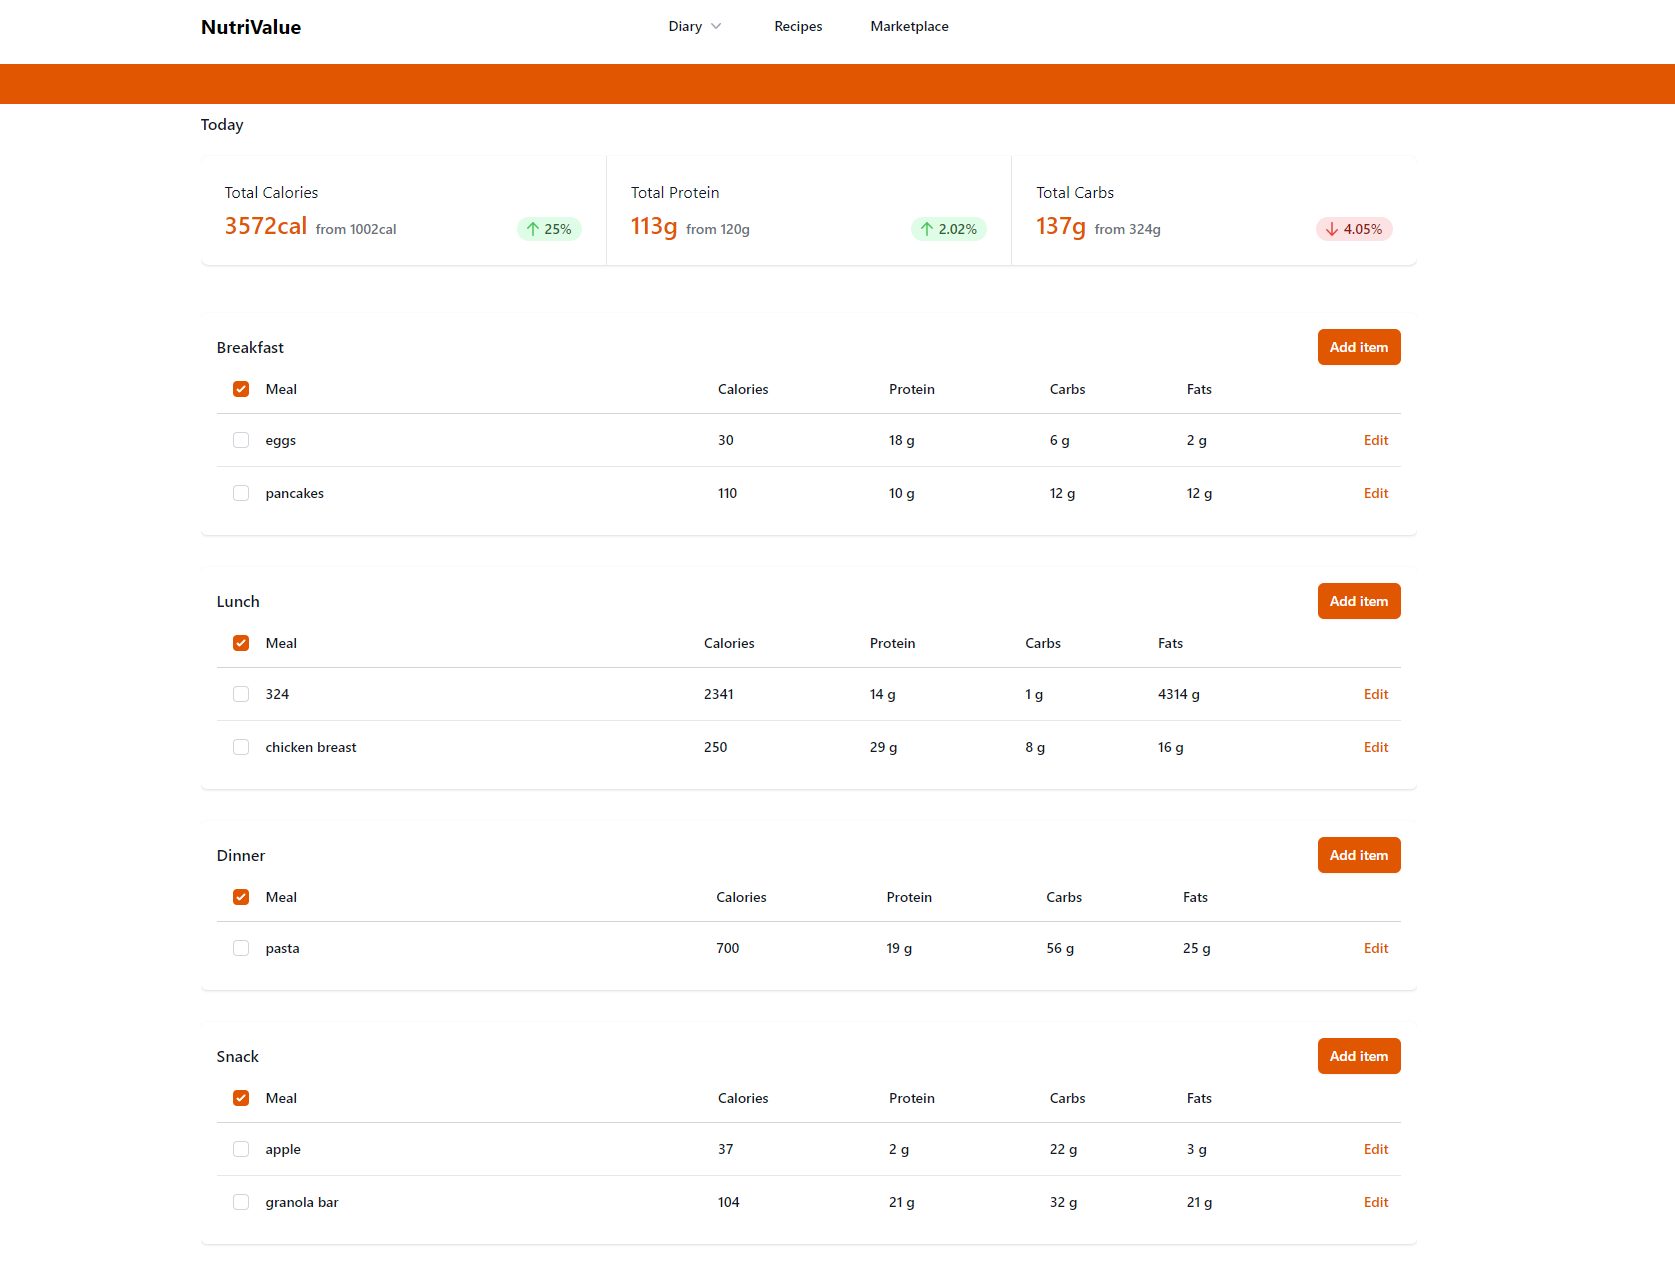 NutriValue Diary Recipes Marketplace
Today
Total Calories Total Protein Total Carbs
3572cal from 1002cal 25% 113g from 120g 2.02% 137g from 324g 4.05%
Breakfast Add item
Meal Calories Protein Carbs Fats
eggs 30 18 g 6 g 2 g Edit
pancakes 110 10 g 12 g 12 g Edit
Lunch Add item
Meal Calories Protein Carbs Fats
324 2341 14 g 1 g 4314 g Edit
chicken breast 250 29 g 8 g 16 g Edit
Dinner Add item
Meal Calories Protein Carbs Fats
pasta 700 19 g 56 g 25 g Edit
Snack Add item
Meal Calories Protein Carbs Fats
apple 37 2 g 22 g 3 g Edit
granola bar 104 21 g 32 g 21 g Edit